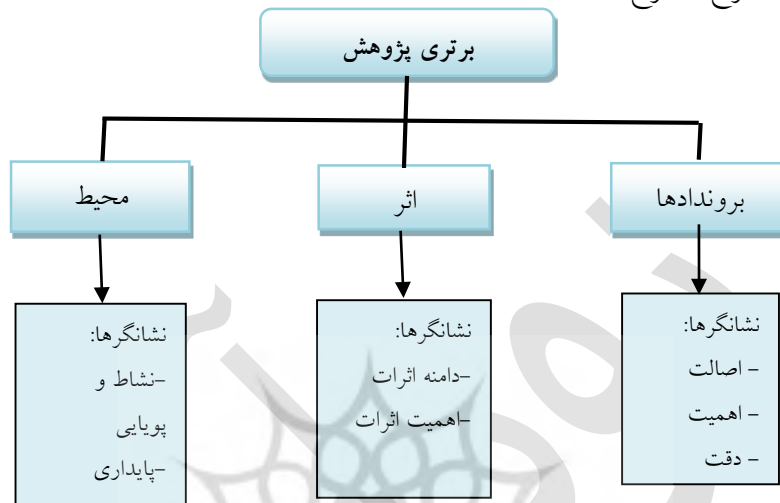 برتری پژوهش
بروندادها
اثر
محیط
نشانگرها:
- اصالت
- اهمیت
- دقت
نشانگرها:
-دامنه اثرات
-اهمیت اثرات
نشانگرها:
-نشاط و
پویایی
-پایداری